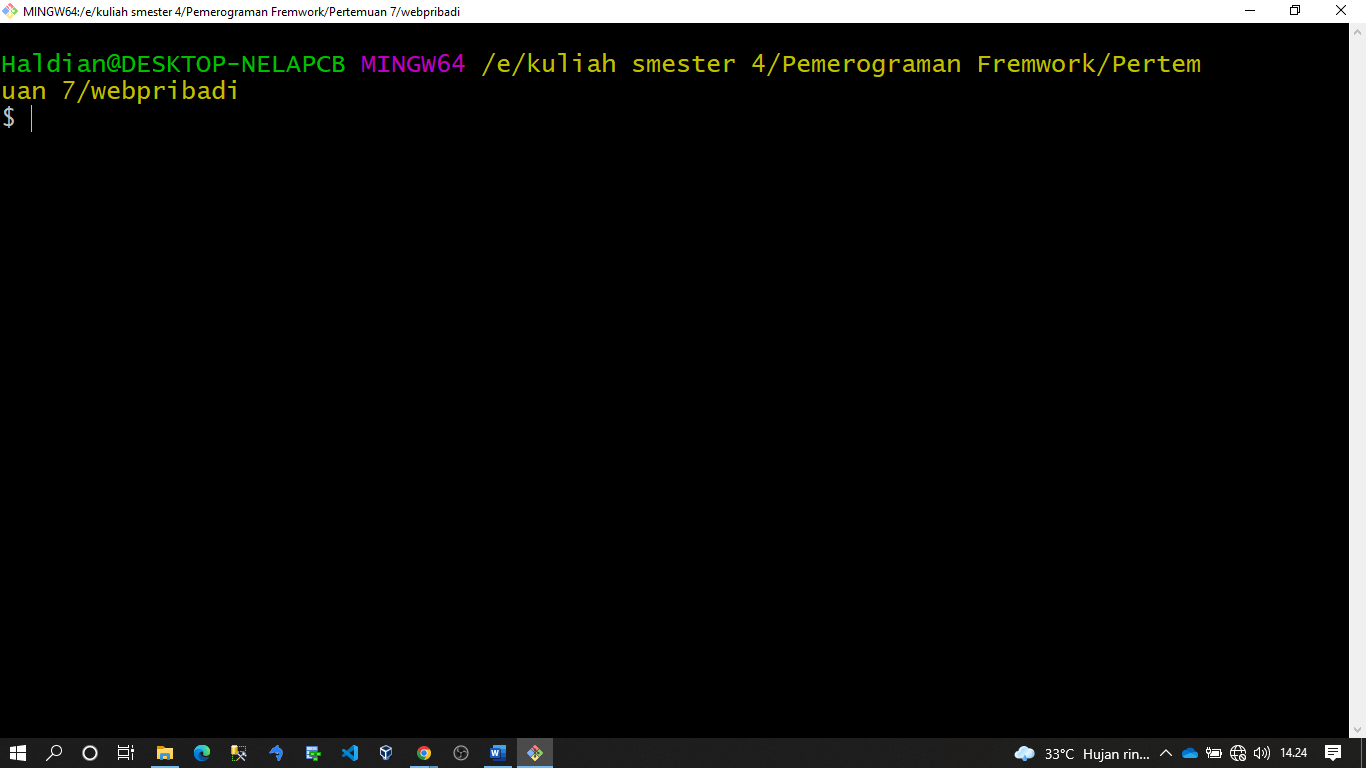 MINGW64:/e/kuliah smester 4/Pemerograman Fremwork/Pertemuan 7/webpribadi
Haldian@DESKTOP-NELAPCB MINGW64 /e/kuliah smester 4/Pemerograman Fremwork/Pertem
uan 7/webpribadi
$
33°C Hujan rin... 14.24